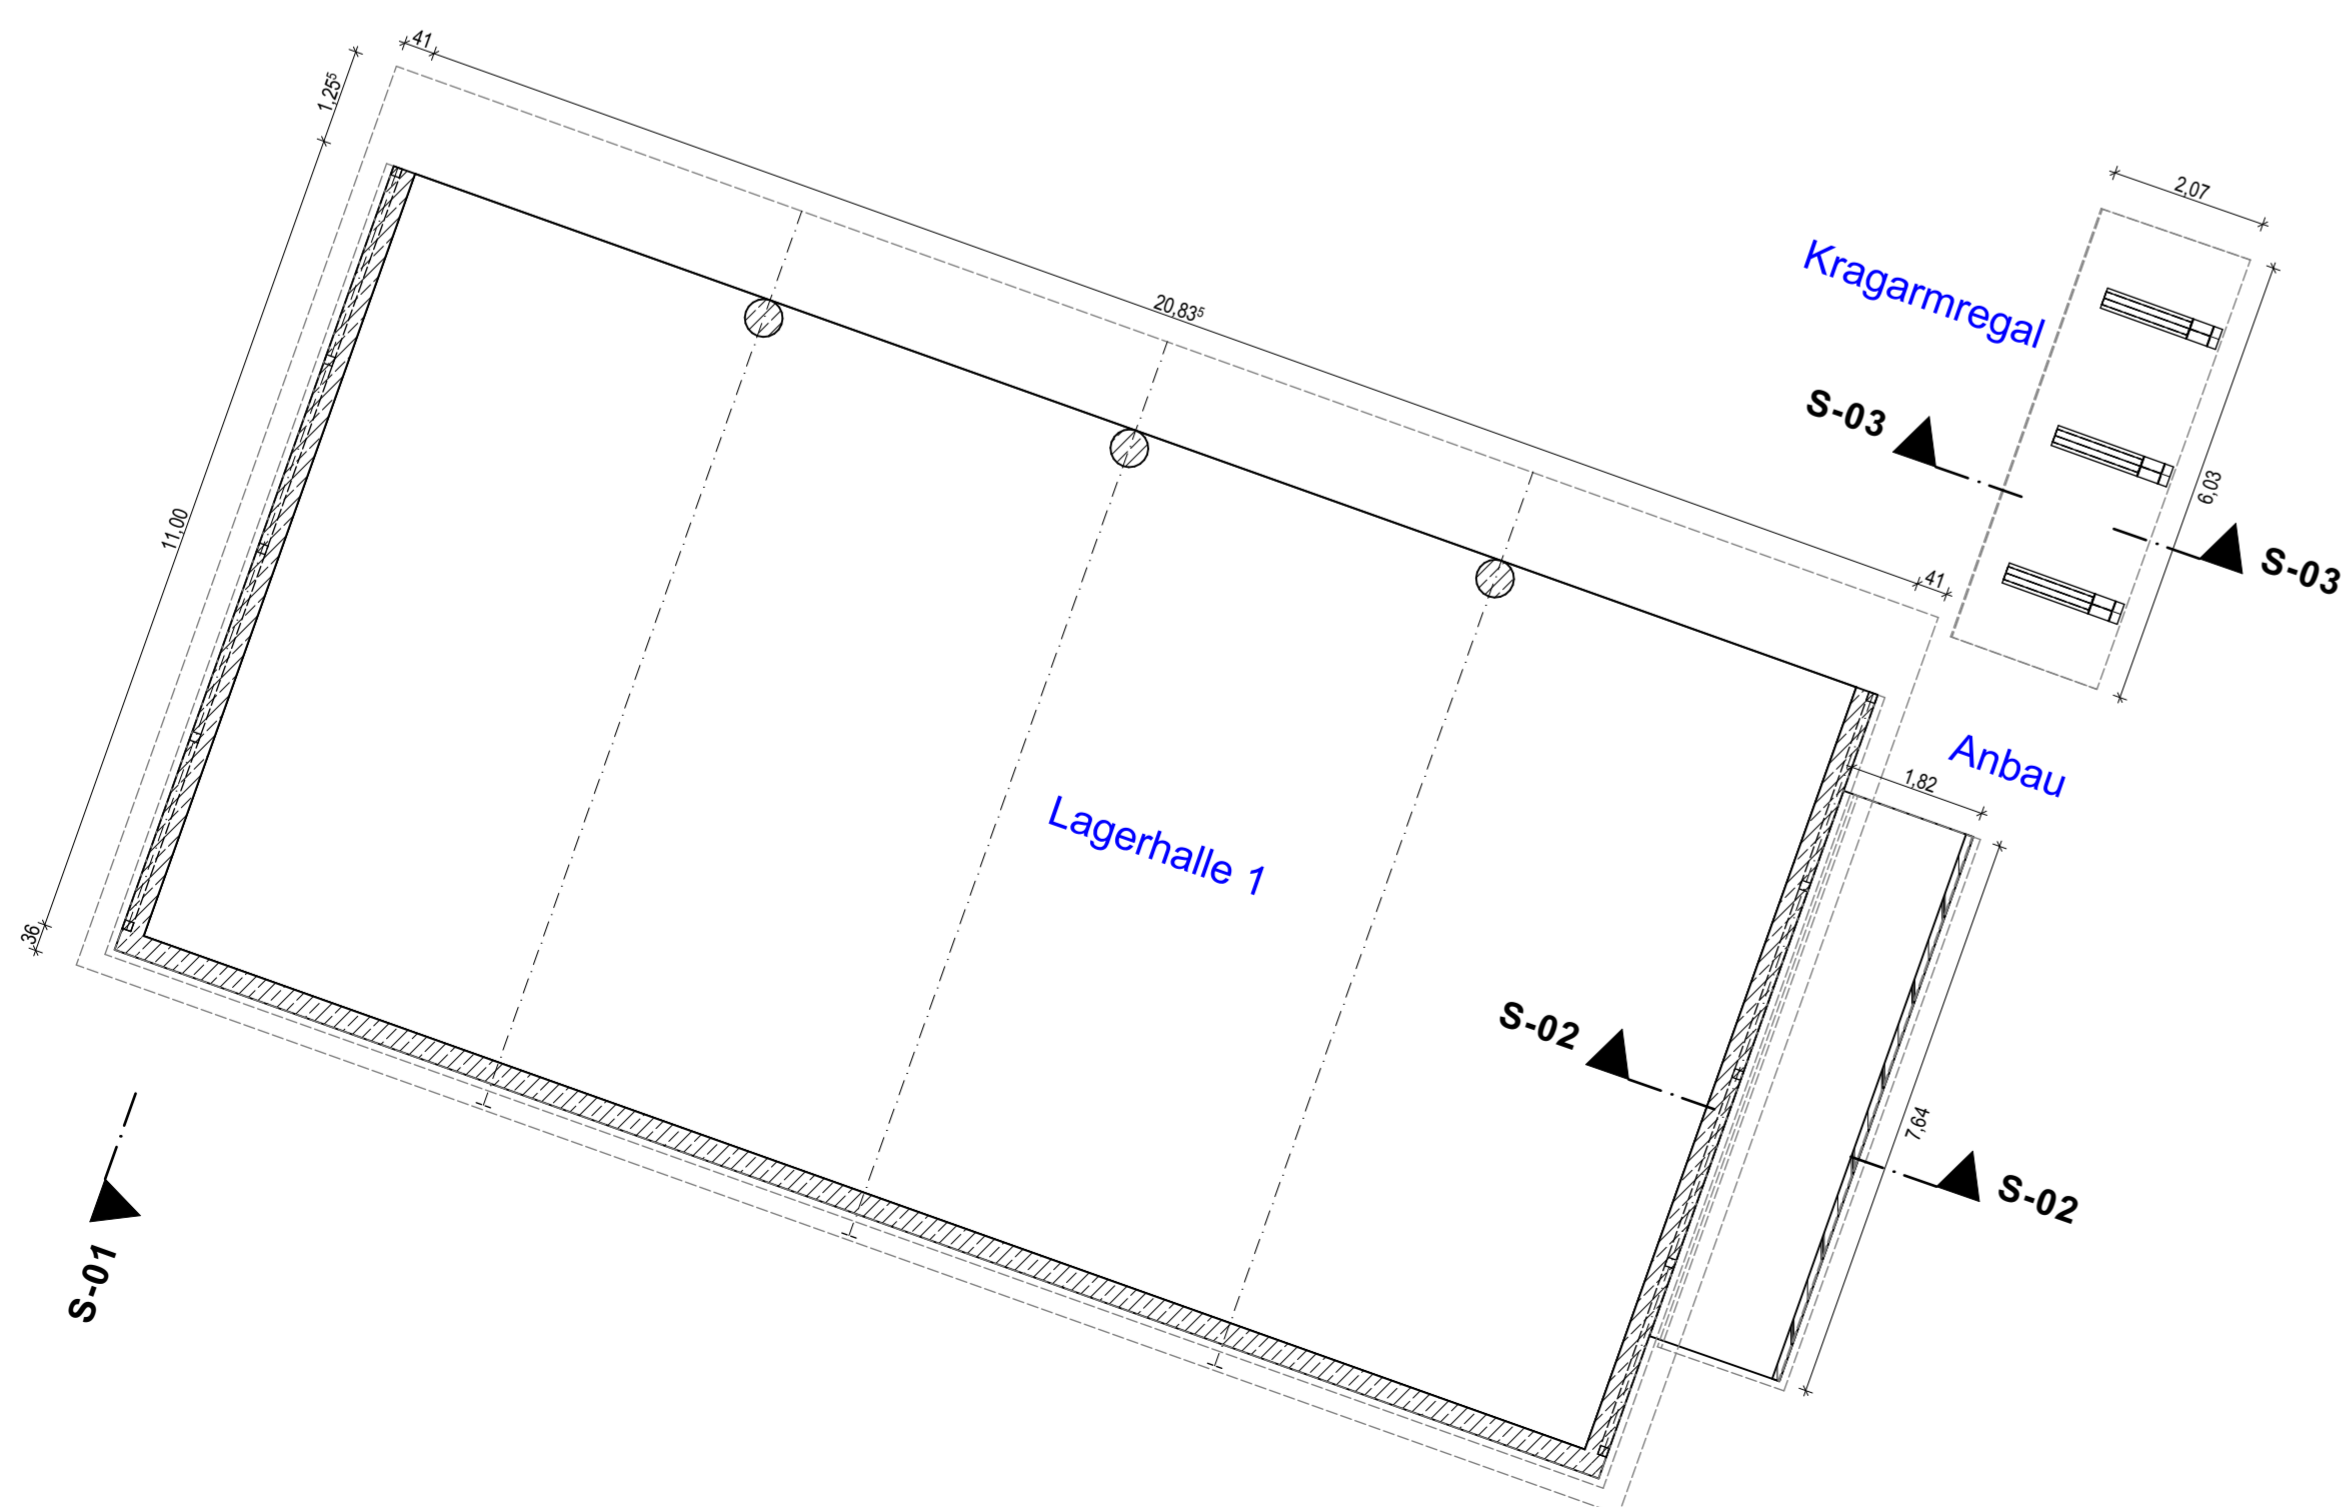 41
1,25⁵
2,07
Kragarmregal
20,83⁵
S-03
6,03
11,00
S-03
41
Anbau
1,82
Lagerhalle 1
36
S-02
7,64
S-02
S-01